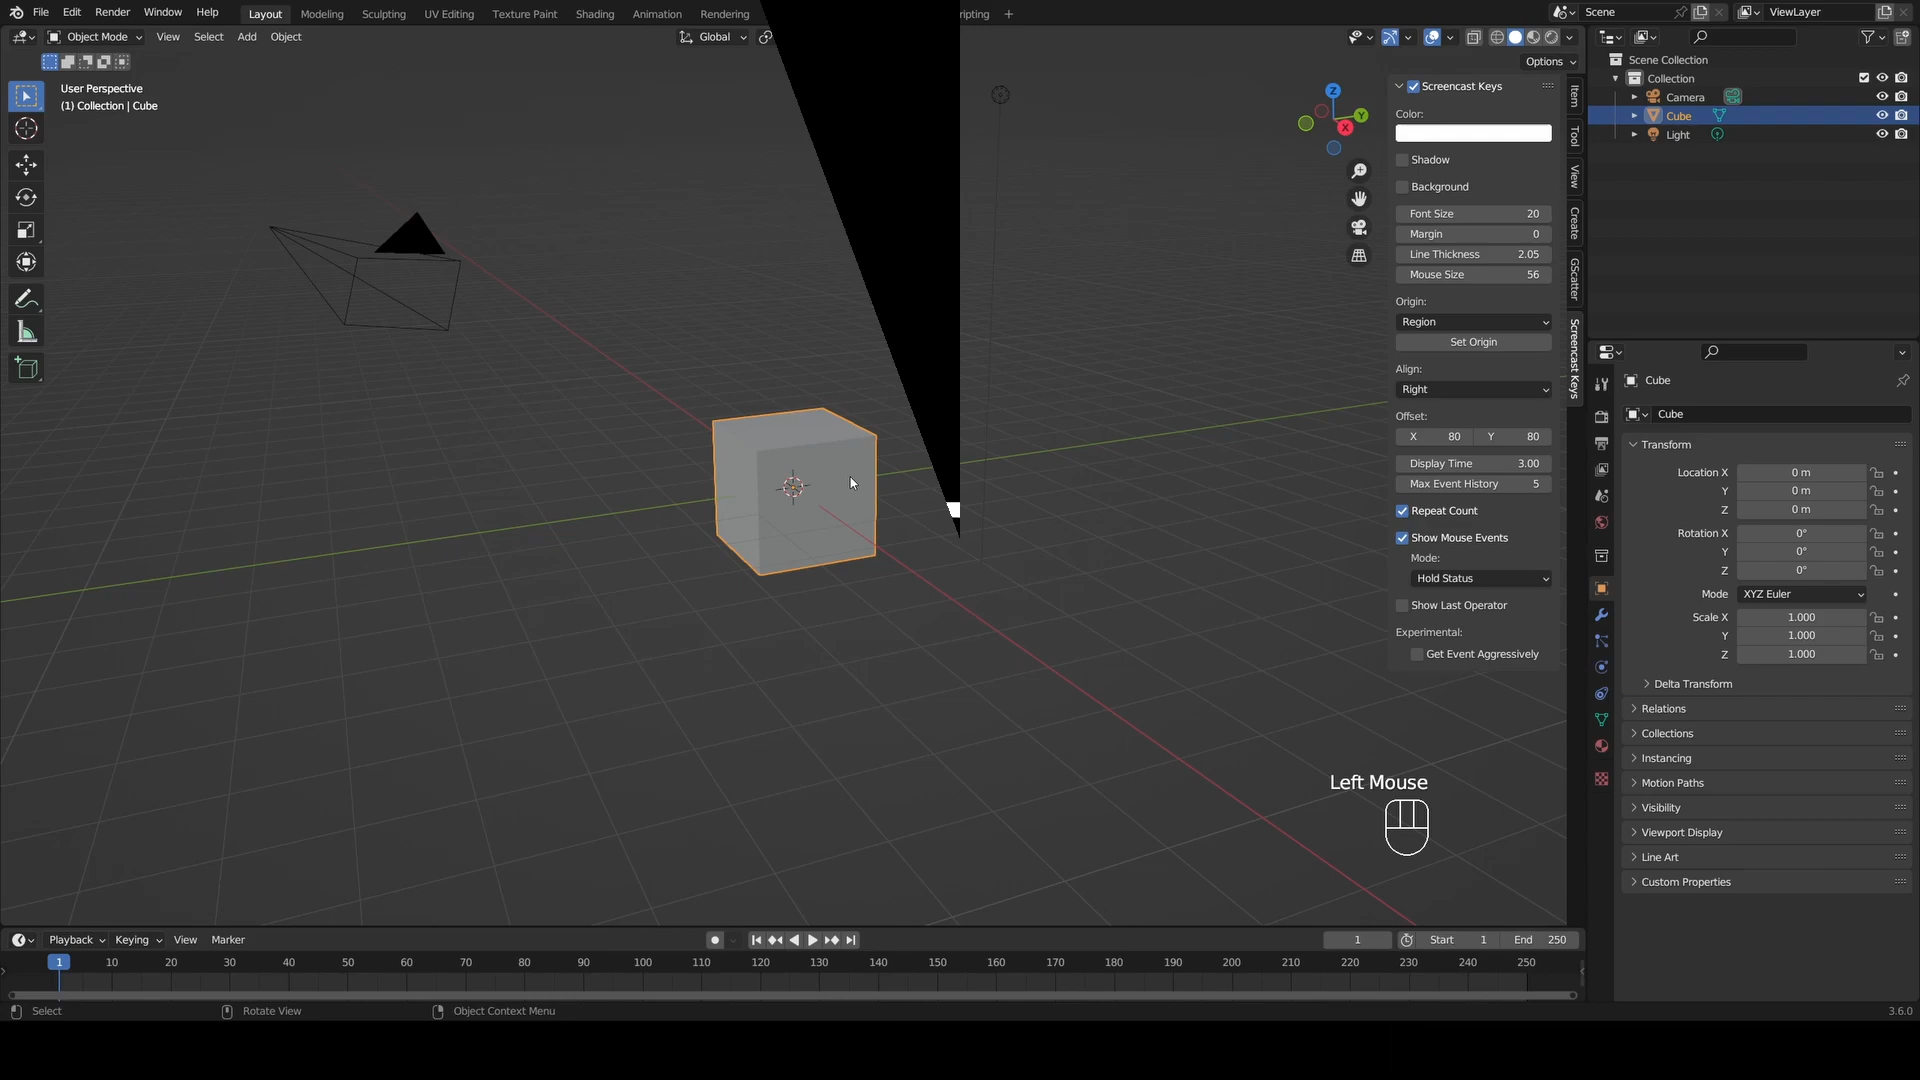 File Edit Render Window Help Layout Modeling Sculpting UV Editing Texture Paint Shading Animation Rendering ripting + Scene ViewLayer
Object Mode View Select Add Object Global
Options
User Perspective
(1) Collection | Cube
Z
Y
X
Screencast Keys
Color:
Shadow
Background
Font Size 20
Margin 0
Line Thickness 2.05
Mouse Size 56
Origin:
Region
Set Origin
Align:
Right
Offset:
X 80 Y 80
Display Time 3.00
Max Event History 5
Repeat Count
Show Mouse Events
Mode:
Hold Status
Show Last Operator
Experimental:
Get Event Aggressively
Item
Tool
View
Create
GScatter
Screencast Keys
Left Mouse
Scene Collection
Collection
Camera
Cube
Light
Cube
Cube
Transform
Location X 0 m
Y 0 m
Z 0 m
Rotation X 0°
Y 0°
Z 0°
Mode XYZ Euler
Scale X 1.000
Y 1.000
Z 1.000
Delta Transform
Relations
Collections
Instancing
Motion Paths
Visibility
Viewport Display
Line Art
Custom Properties
Playback Keying View Marker 1 Start 1 End 250
1 10 20 30 40 50 60 70 80 90 100 110 120 130 140 150 160 170 180 190 200 210 220 230 240 250
Select Rotate View Object Context Menu 3.6.0